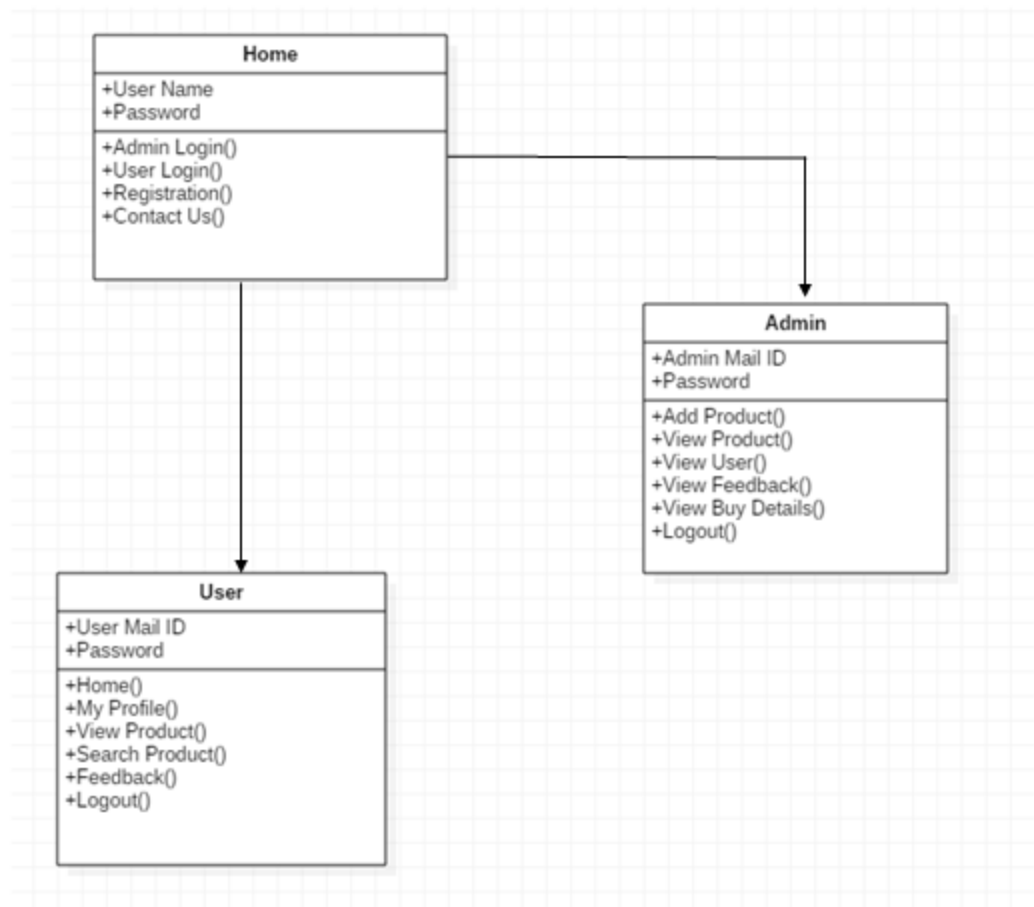 Home
+User Name
+Password
+Admin Login()
+User Login()
+Registration()
+Contact Us()
Admin
+Admin Mail ID
+Password
+Add Product()
+View Product()
+View User()
+View Feedback()
+View Buy Details()
+Logout()
User
+User Mail ID
+Password
+Home()
+My Profile()
+View Product()
+Search Product()
+Feedback()
+Logout()